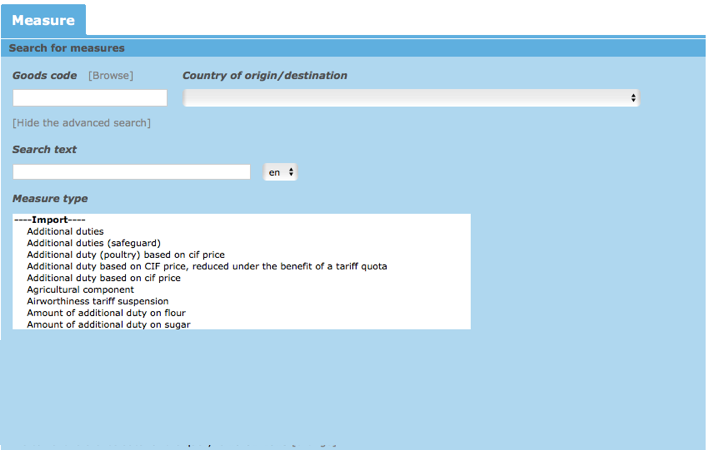 Measure
Search for measures
Goods code [Browse] Country of origin/destination
[Hide the advanced search]
Search text
en
Measure type
----Import----
Additional duties
Additional duties (safeguard)
Additional duty (poultry) based on cif price
Additional duty based on CIF price, reduced under the benefit of a tariff quota
Additional duty based on cif price
Agricultural component
Airworthiness tariff suspension
Amount of additional duty on flour
Amount of additional duty on sugar